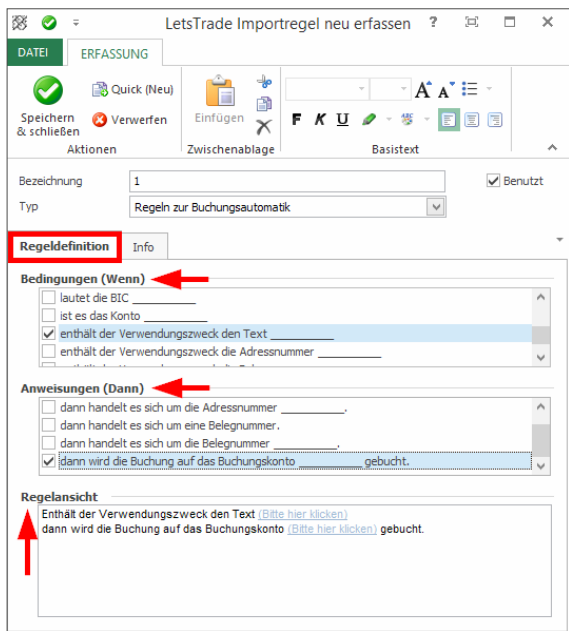 LetsTrade Importregel neu erfassen ?
DATEI ERFASSUNG
Speichern & schließen
Quick (Neu)
Verwerfen
Einfügen
A A
F K U
Aktionen Zwischenablage Basistext
Bezeichnung 1 Benutzt
Typ Regeln zur Buchungsautomatik
Regeldefinition Info
Bedingungen (Wenn)
lautet die BIC __________
ist es das Konto __________
enthält der Verwendungszweck den Text __________
enthält der Verwendungszweck die Adressnummer __________
Anweisungen (Dann)
dann handelt es sich um die Adressnummer __________.
dann handelt es sich um eine Belegnummer.
dann handelt es sich um die Belegnummer __________.
dann wird die Buchung auf das Buchungskonto __________ gebucht.
Regelansicht
Enthält der Verwendungszweck den Text (Bitte hier klicken)
dann wird die Buchung auf das Buchungskonto (Bitte hier klicken) gebucht.